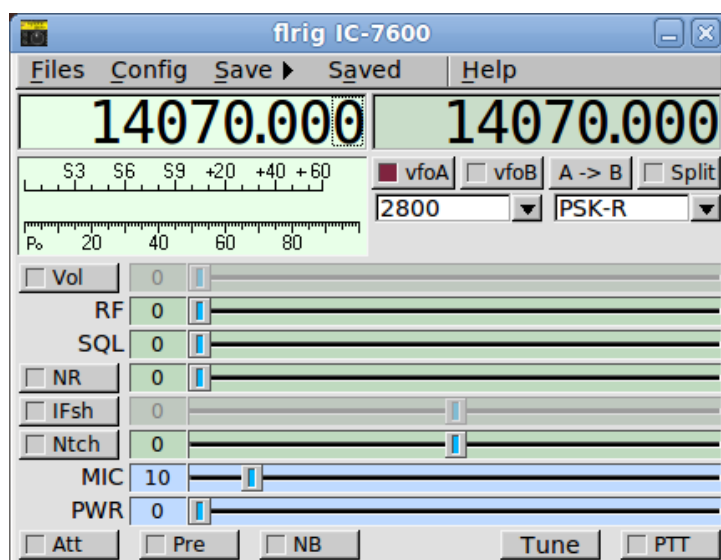 flrig IC-7600
Files Config Save Saved Help
14070.000 14070.000
S3 S6 S9 +20 +40 +60
vfoA vfoB A -> B Split
2800 PSK-R
Po 20 40 60 80
Vol 0
RF 0
SQL 0
NR 0
IFsh 0
Ntch 0
MIC 10
PWR 0
Att Pre NB Tune PTT